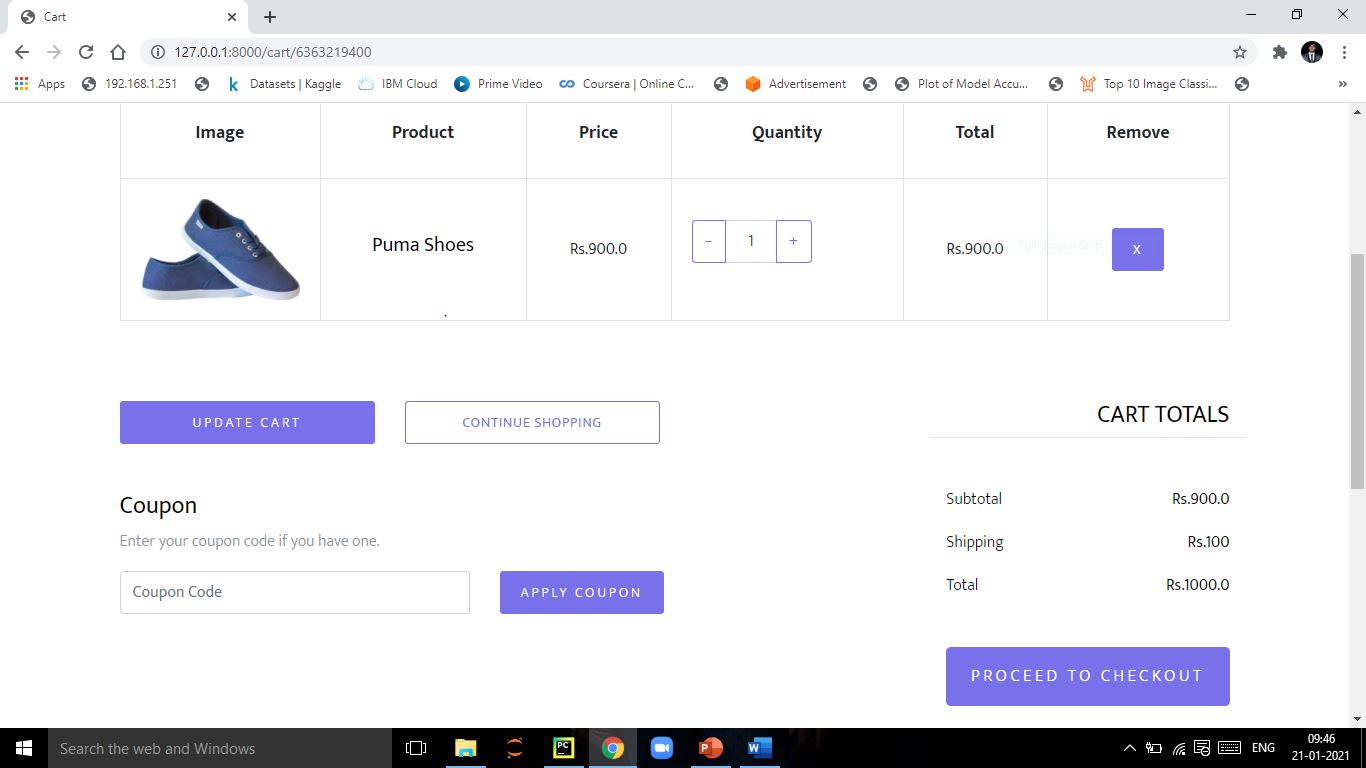 Cart
127.0.0.1:8000/cart/6363219400
Apps 192.168.1.251 Datasets | Kaggle IBM Cloud Prime Video Coursera | Online C... Advertisement Plot of Model Accu... Top 10 Image Classi... »
Image Product Price Quantity Total Remove
Puma Shoes Rs.900.0 - 1 + Rs.900.0 X
Full-screen Snip
UPDATE CART CONTINUE SHOPPING
CART TOTALS
Subtotal Rs.900.0
Shipping Rs.100
Total Rs.1000.0
Coupon
Enter your coupon code if you have one.
Coupon Code APPLY COUPON
PROCEED TO CHECKOUT
Search the web and Windows
PC
ENG
09:46
21-01-2021